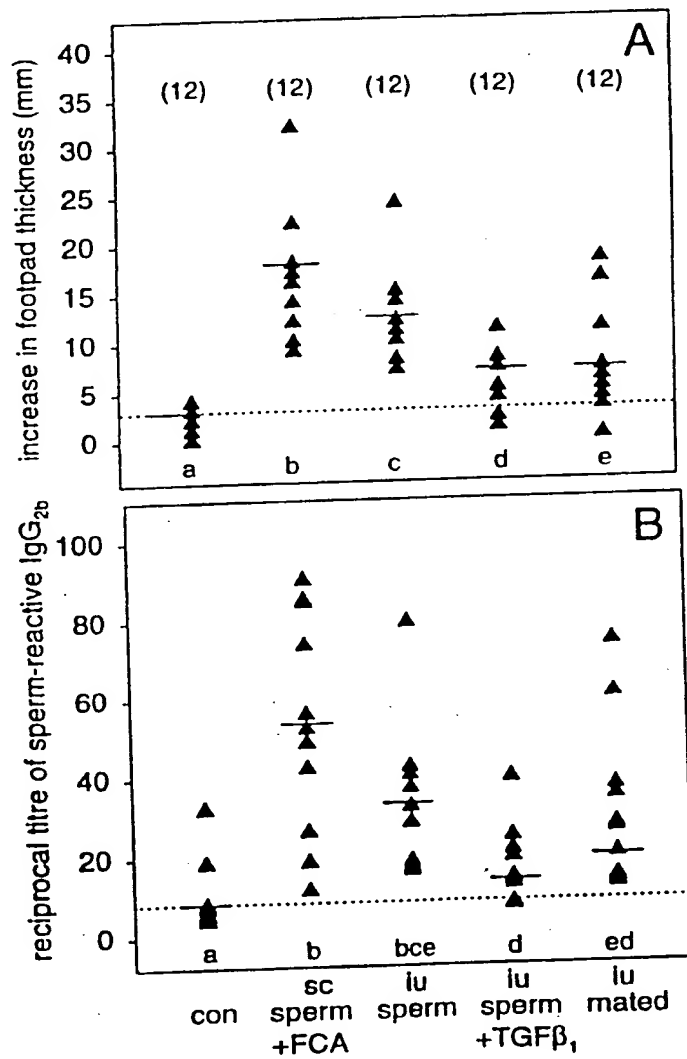 A
increase in footpad thickness (mm)
40
35
30
25
20
15
10
5
0
(12) (12) (12) (12) (12)
a b c d e
B
reciprocal titre of sperm-reactive IgG2b
100
80
60
40
20
0
a b bce d ed
con sc sperm +FCA iu sperm iu sperm +TGFβ1 iu mated